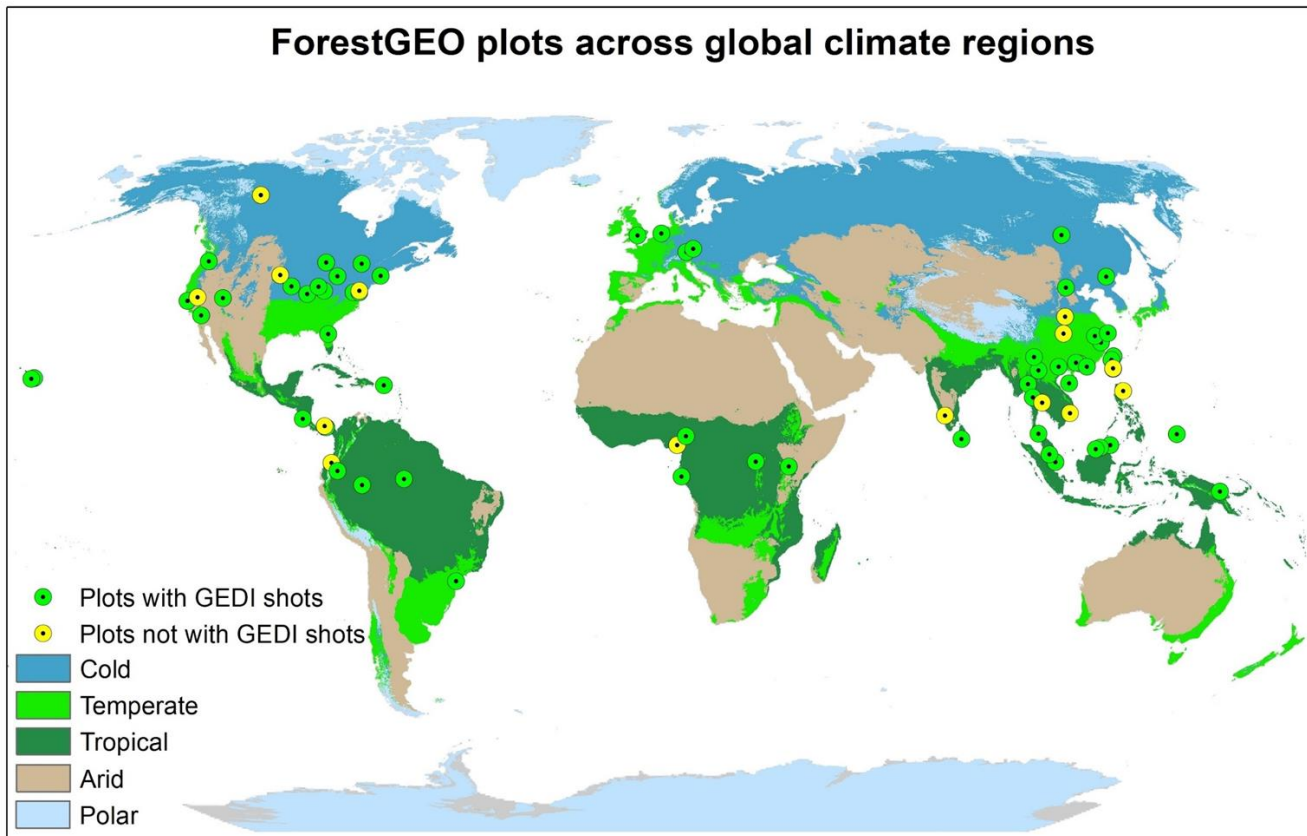 ForestGEO plots across global climate regions
Plots with GEDI shots
Plots not with GEDI shots
Cold
Temperate
Tropical
Arid
Polar